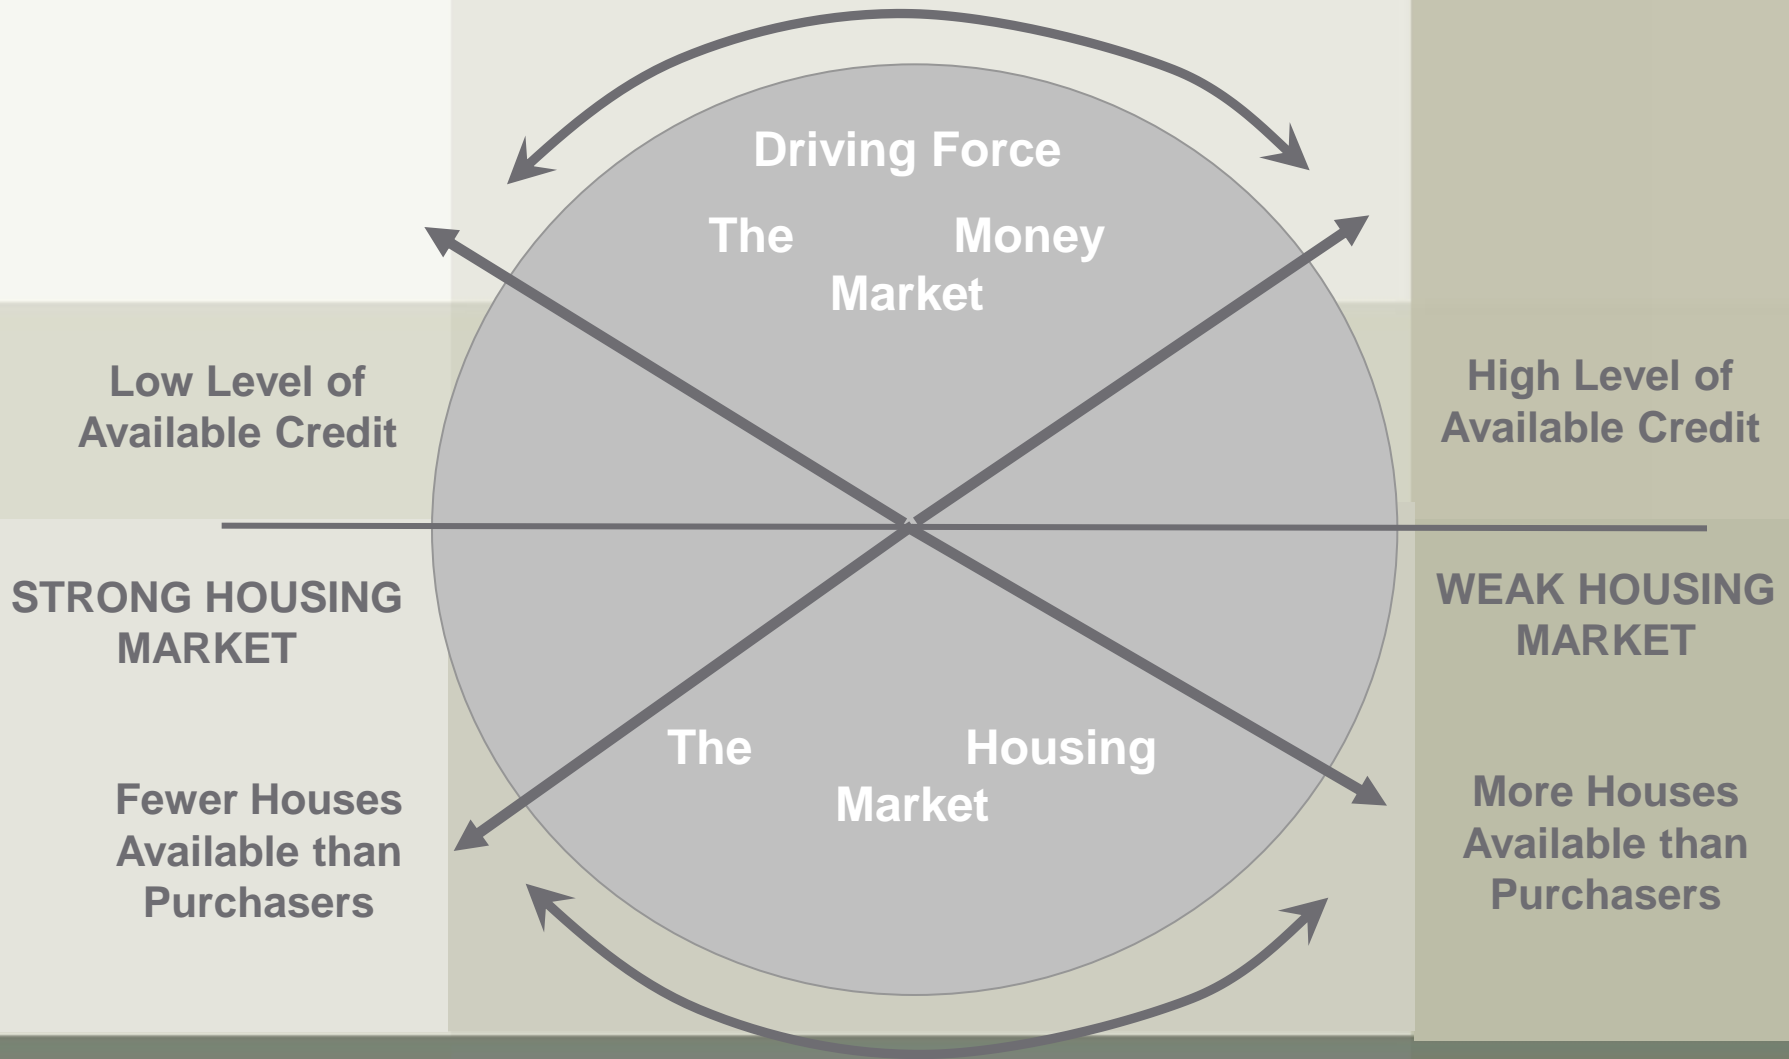 Driving Force
The Money
Market
Low Level of
Available Credit
High Level of
Available Credit
STRONG HOUSING
MARKET
WEAK HOUSING
MARKET
The Housing
Market
Fewer Houses
Available than
Purchasers
More Houses
Available than
Purchasers